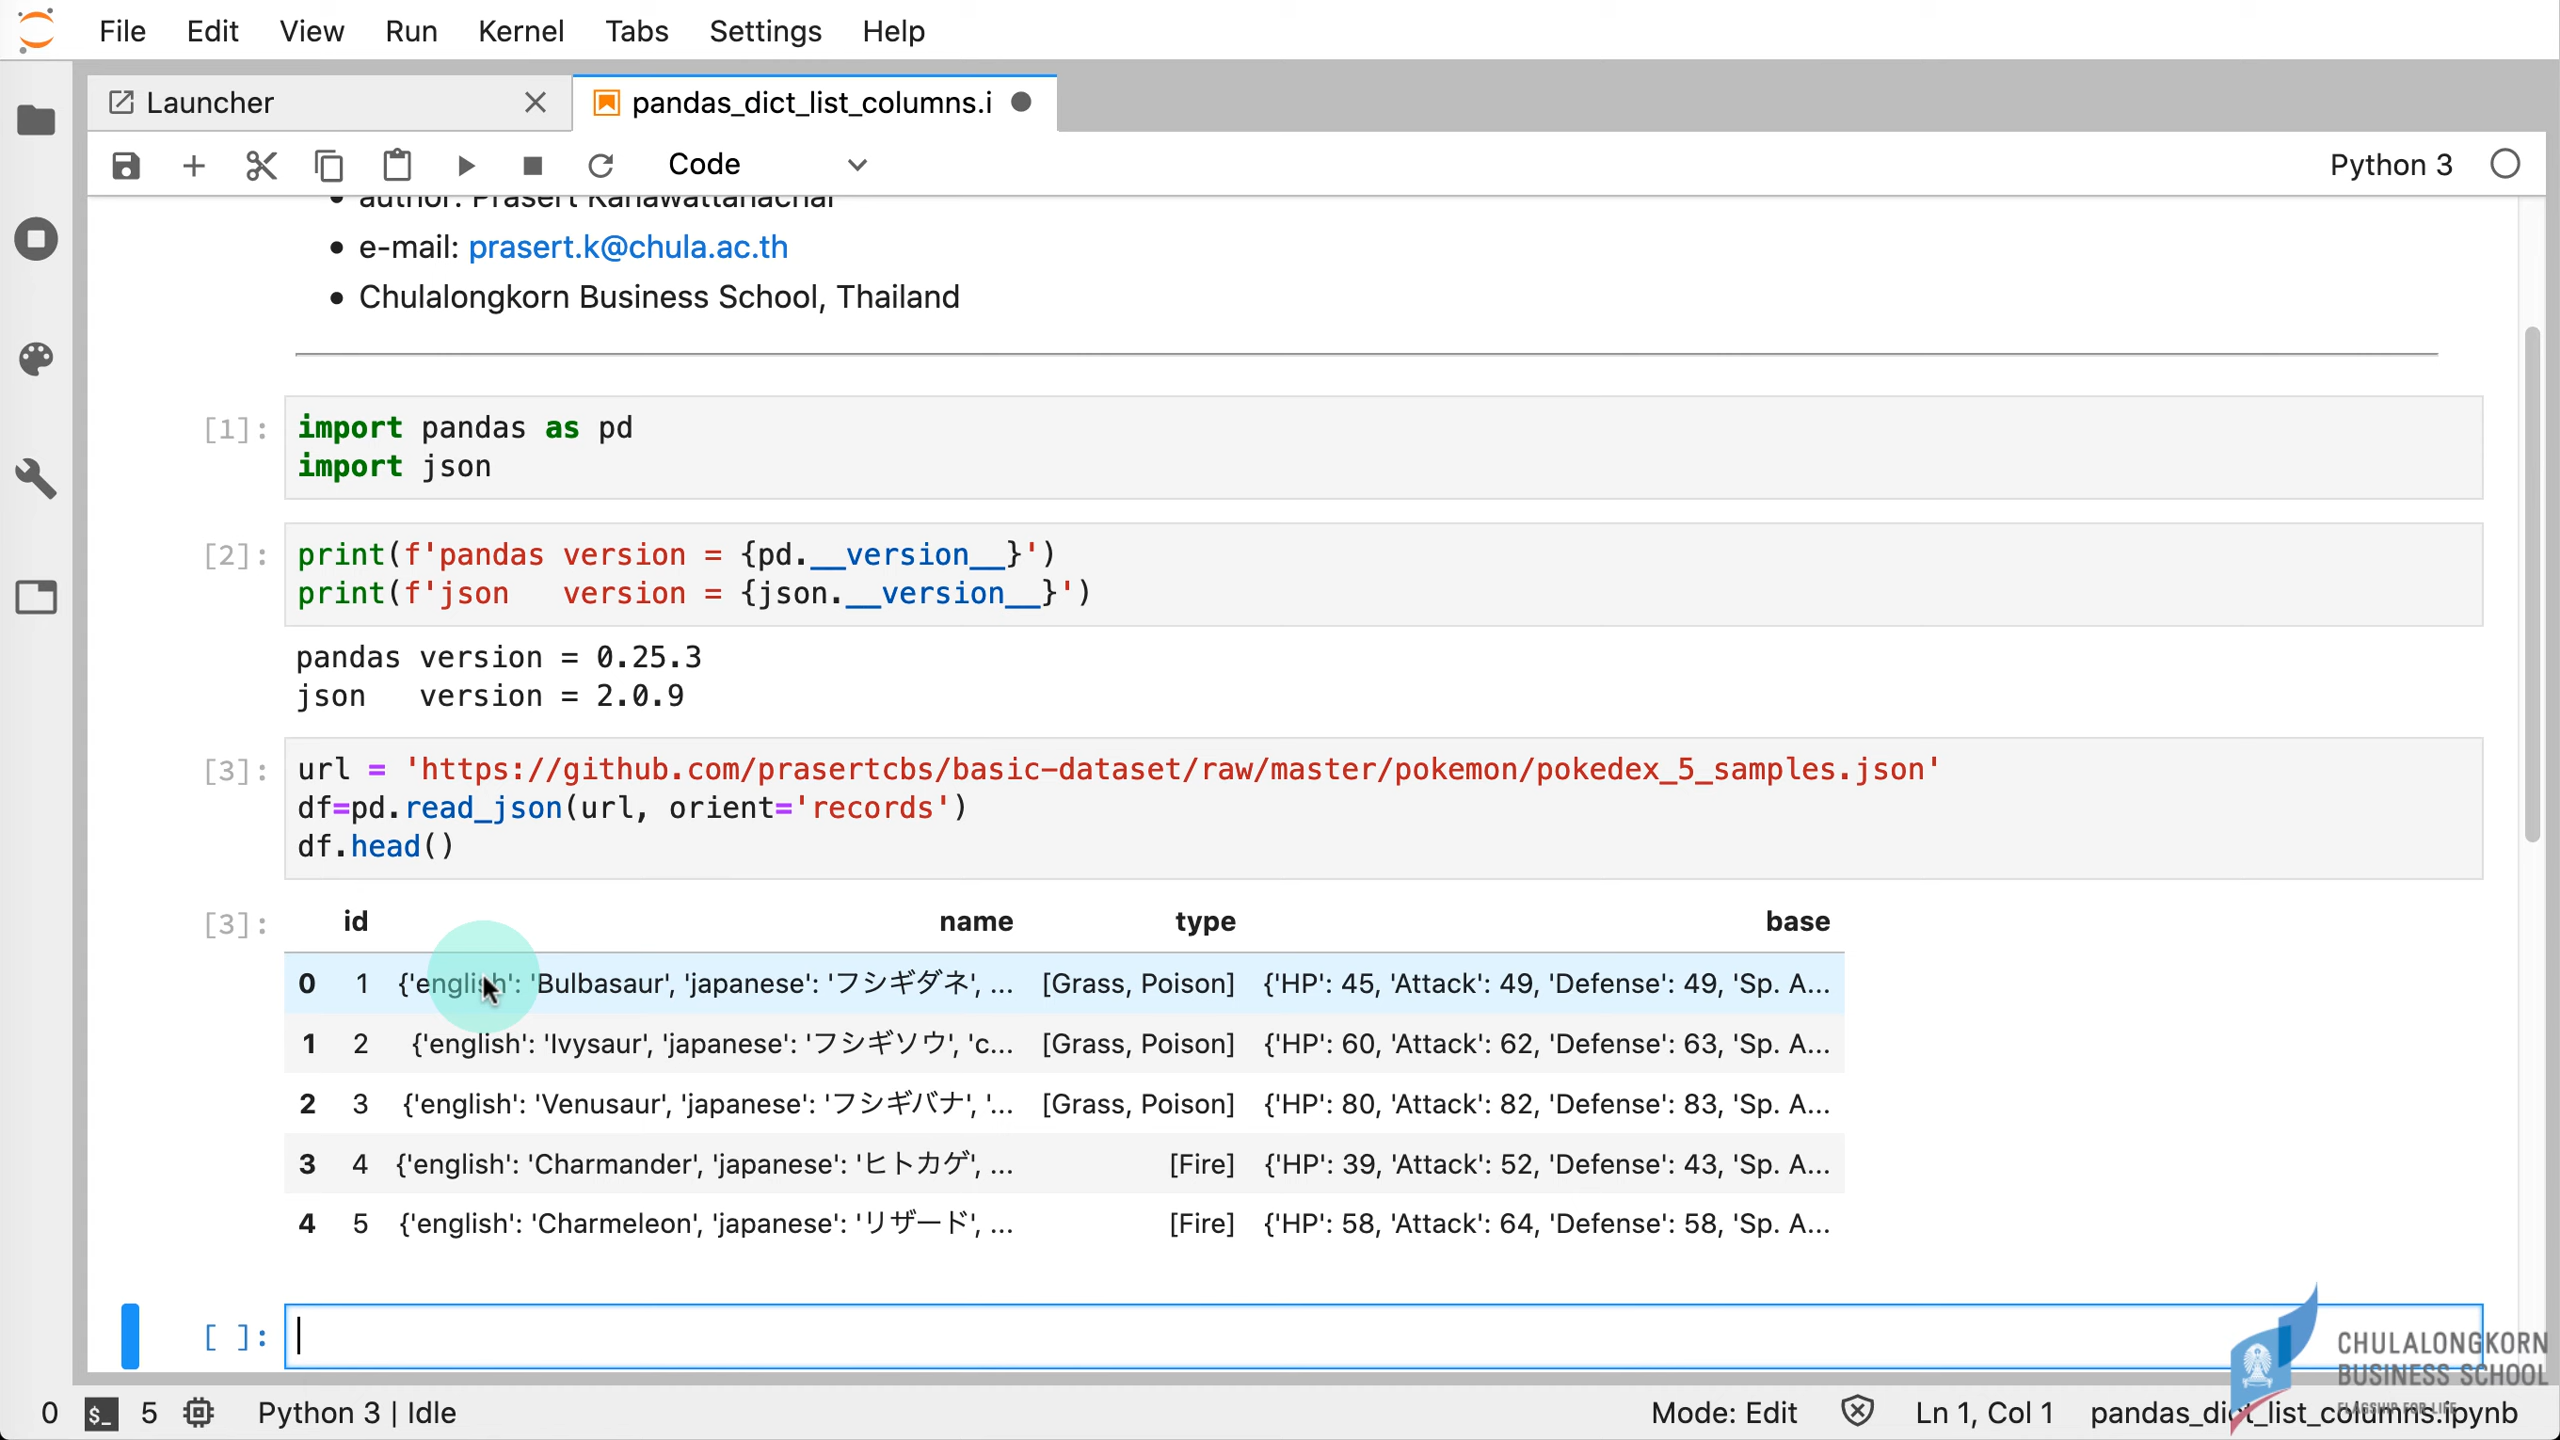 File Edit View Run Kernel Tabs Settings Help
Launcher
pandas_dict_list_columns.i
Code
Python 3
author: Prasert Kanawattanachai
e-mail: prasert.k@chula.ac.th
Chulalongkorn Business School, Thailand
[1]: import pandas as pd
import json
[2]: print(f'pandas version = {pd.__version__}')
print(f'json   version = {json.__version__}')
pandas version = 0.25.3
json   version = 2.0.9
[3]: url = 'https://github.com/prasertcbs/basic-dataset/raw/master/pokemon/pokedex_5_samples.json'
df=pd.read_json(url, orient='records')
df.head()
[3]: id name type base
0 1 {'english': 'Bulbasaur', 'japanese': 'フシギダネ', ... [Grass, Poison] {'HP': 45, 'Attack': 49, 'Defense': 49, 'Sp. A...
1 2 {'english': 'Ivysaur', 'japanese': 'フシギソウ', 'c... [Grass, Poison] {'HP': 60, 'Attack': 62, 'Defense': 63, 'Sp. A...
2 3 {'english': 'Venusaur', 'japanese': 'フシギバナ', '... [Grass, Poison] {'HP': 80, 'Attack': 82, 'Defense': 83, 'Sp. A...
3 4 {'english': 'Charmander', 'japanese': 'ヒトカゲ', ... [Fire] {'HP': 39, 'Attack': 52, 'Defense': 43, 'Sp. A...
4 5 {'english': 'Charmeleon', 'japanese': 'リザード', ... [Fire] {'HP': 58, 'Attack': 64, 'Defense': 58, 'Sp. A...
[ ]:
CHULALONGKORN
BUSINESS SCHOOL
FLAGSHIP FOR LIFE
0 $_ 5 Python 3 | Idle Mode: Edit Ln 1, Col 1 pandas_dict_list_columns.ipynb